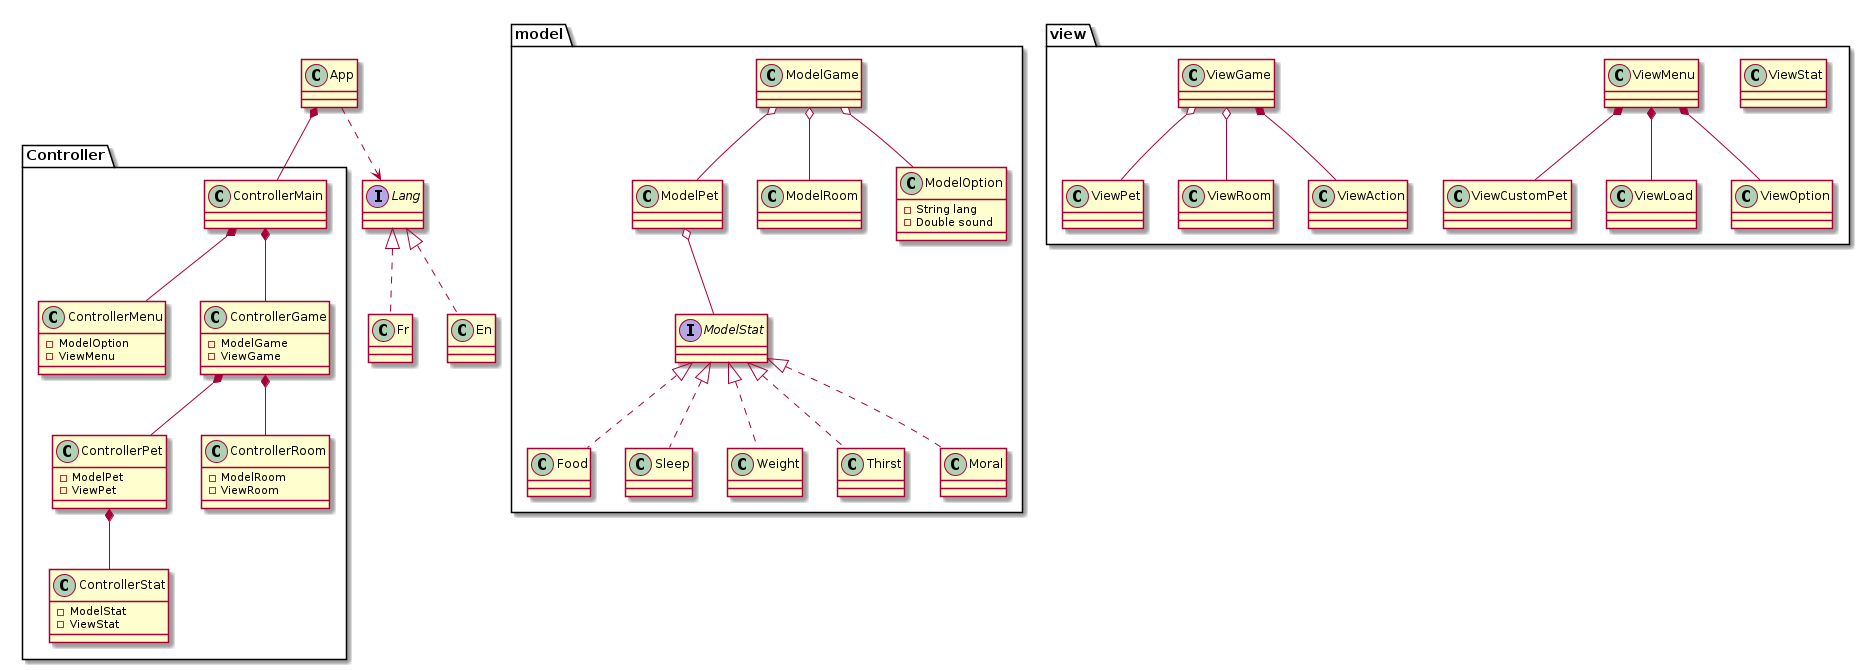 App
Controller
C ControllerMain
I Lang
C ControllerMenu
ModelOption
ViewMenu
C ControllerGame
ModelGame
ViewGame
C Fr
C En
C ControllerPet
ModelPet
ViewPet
C ControllerRoom
ModelRoom
ViewRoom
C ControllerStat
ModelStat
ViewStat
model
C ModelGame
C ModelPet
C ModelRoom
C ModelOption
String lang
Double sound
I ModelStat
C Food
C Sleep
C Weight
C Thirst
C Moral
view
C ViewGame
C ViewMenu
C ViewStat
C ViewPet
C ViewRoom
C ViewAction
C ViewCustomPet
C ViewLoad
C ViewOption